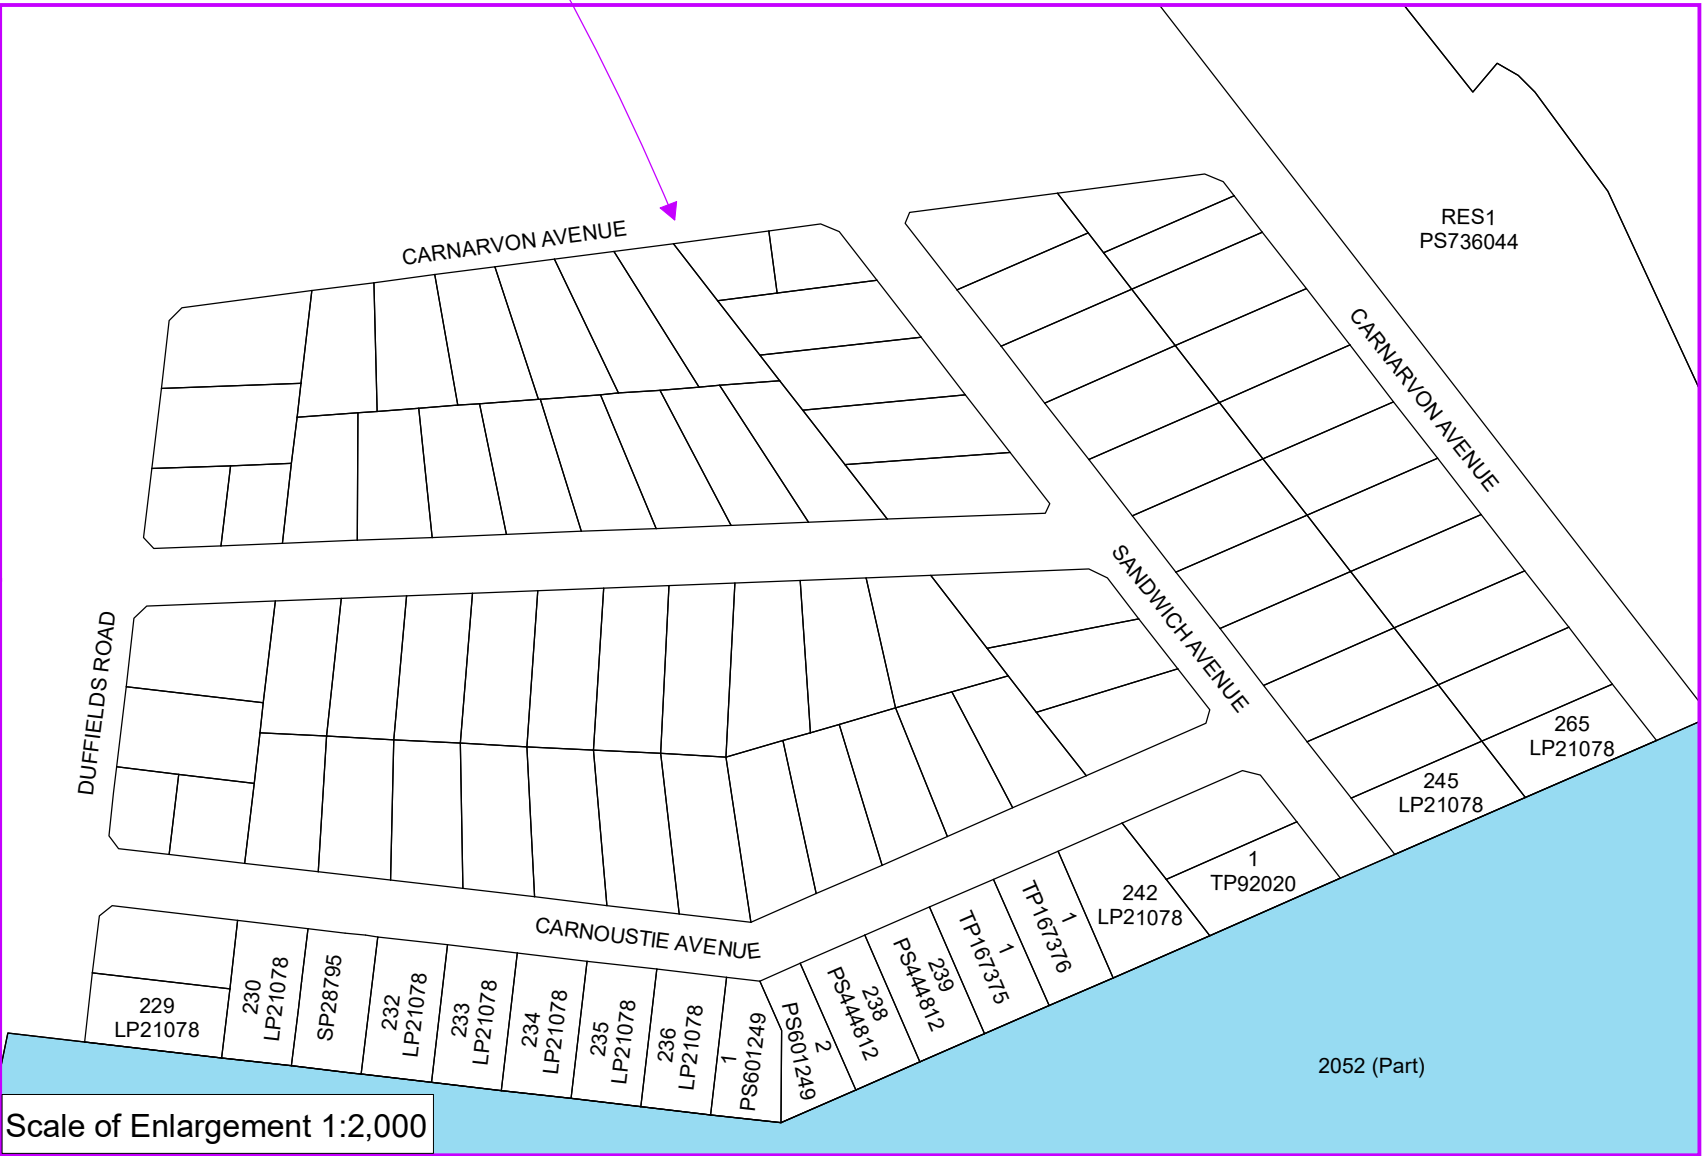 CARNARVON AVENUE
RES1
PS736044
CARNARVON AVENUE
SANDWICH AVENUE
DUFFIELDS ROAD
265
LP21078
245
LP21078
1
TP92020
242
LP21078
1
TP167376
1
TP167375
239
PS444812
238
PS444812
2
PS601249
1
PS601249
CARNOUSTIE AVENUE
236
LP21078
235
LP21078
234
LP21078
233
LP21078
232
LP21078
SP28795
230
LP21078
229
LP21078
2052 (Part)
Scale of Enlargement 1:2,000